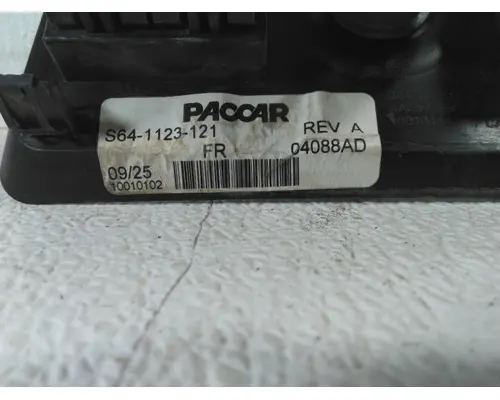 PACCAR
S64-1123-121 REV A
FR 04088AD
09/25
10010102